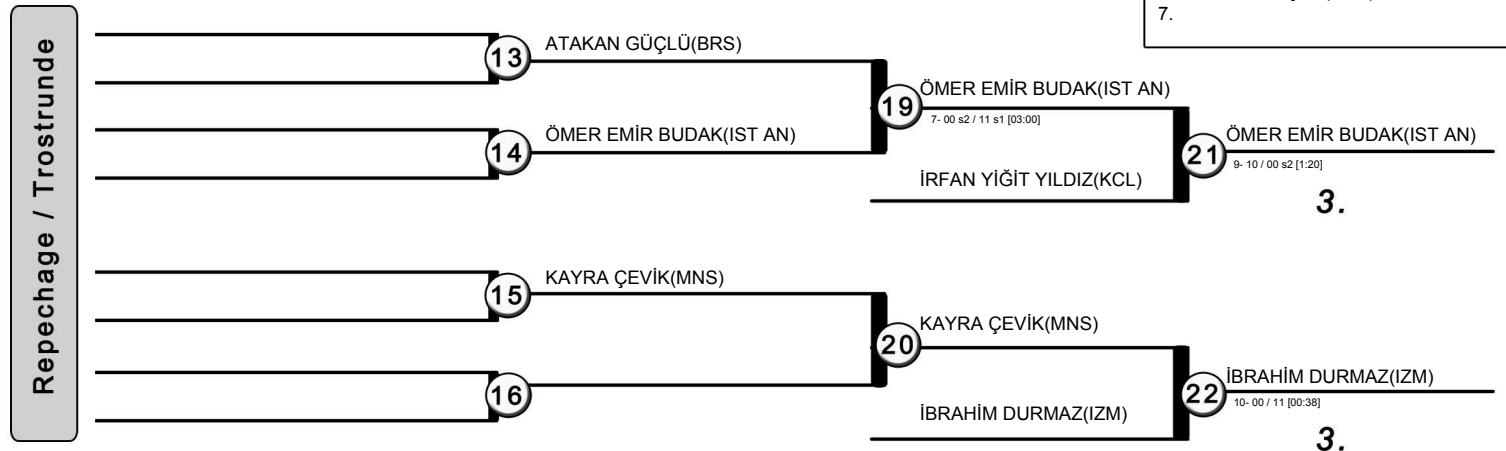 7.
Repechage / Trostrunde
13
ATAKAN GÜÇLÜ(BRS)
19
ÖMER EMİR BUDAK(IST AN)
7- 00 s2 / 11 s1 [03:00]
14
ÖMER EMİR BUDAK(IST AN)
21
ÖMER EMİR BUDAK(IST AN)
9- 10 / 00 s2 [1:20]
İRFAN YİĞİT YILDIZ(KCL)
3.
15
KAYRA ÇEVİK(MNS)
20
KAYRA ÇEVİK(MNS)
16
22
İBRAHİM DURMAZ(IZM)
10- 00 / 11 [00:38]
İBRAHİM DURMAZ(IZM)
3.